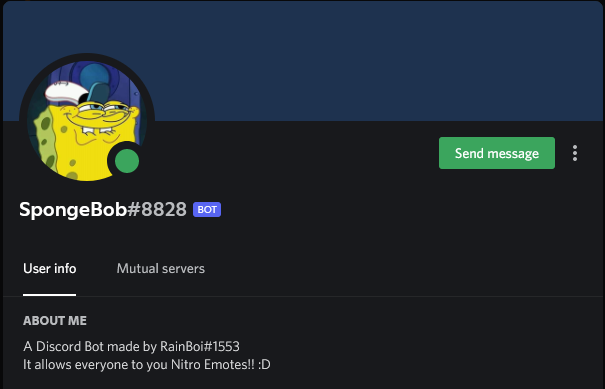 Send message
SpongeBob#8828 BOT
User info Mutual servers
ABOUT ME
A Discord Bot made by RainBoi#1553
It allows everyone to you Nitro Emotes!! :D